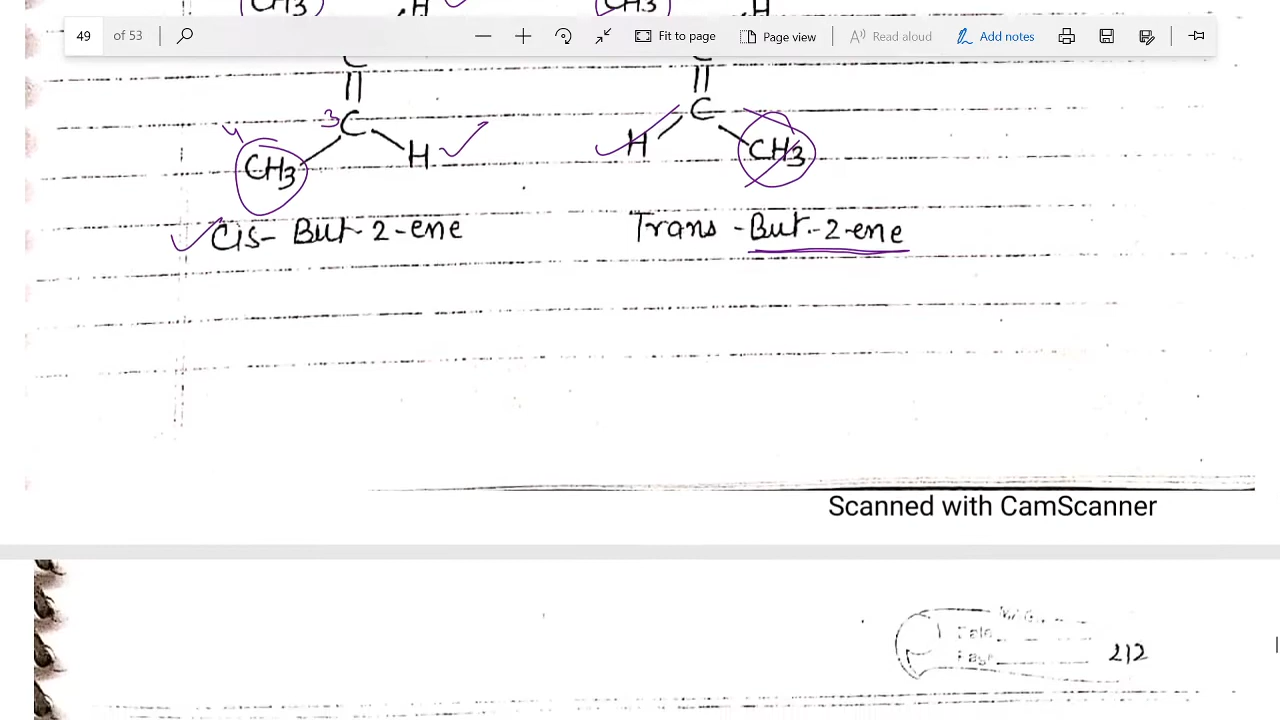 (CH3) H CH3 H
49 of 53 Fit to page Page view Read aloud Add notes
C C
3 C C
4 CH3 H H CH3
Cis- But-2-ene Trans -But-2-ene
Scanned with CamScanner
212